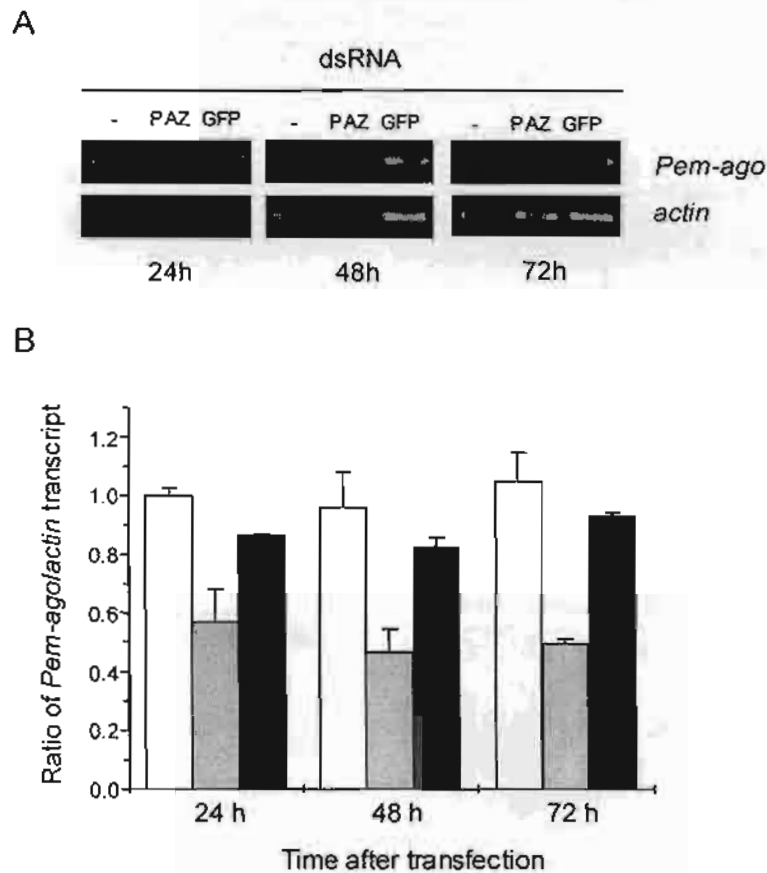 A
dsRNA
- PAZ GFP - PAZ GFP - PAZ GFP
Pem-ago
actin
24h 48h 72h
B
Ratio of Pem-ago/actin transcript
1.2
1.0
0.8
0.6
0.4
0.2
0.0
24 h 48 h 72 h
Time after transfection